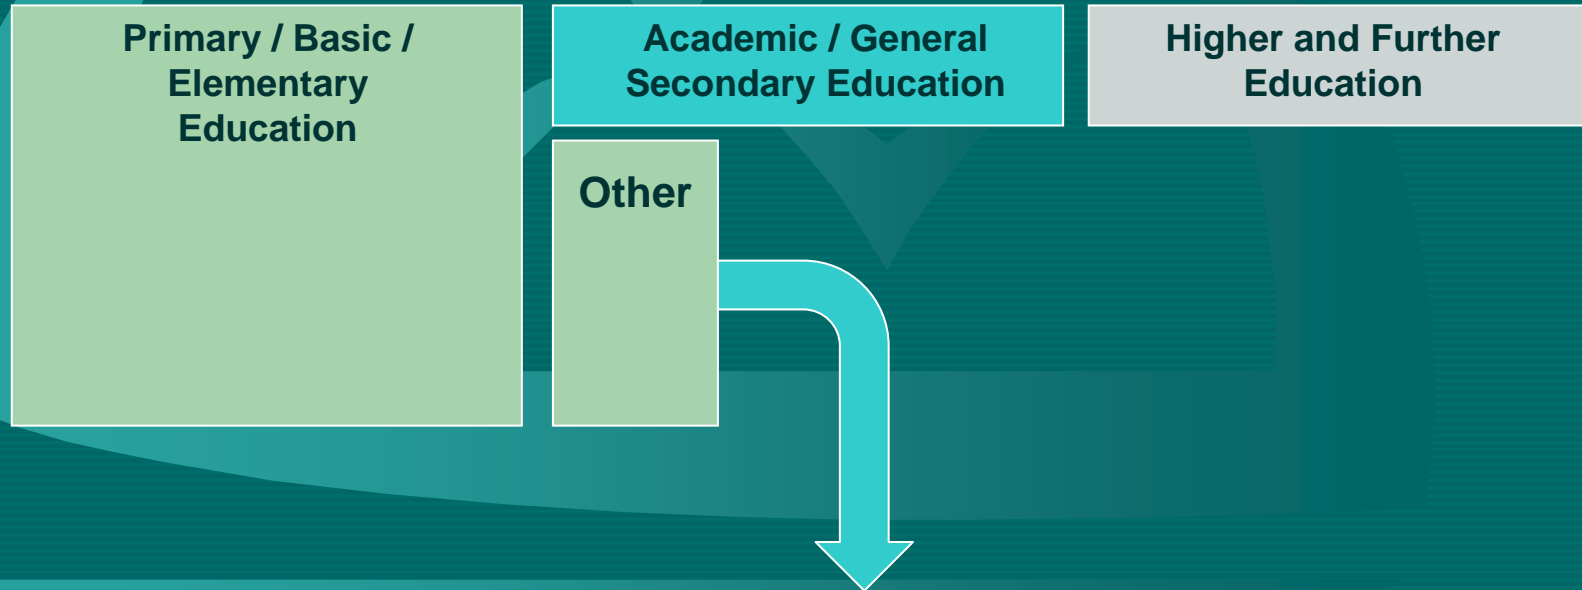 Primary / Basic /
Elementary
Education
Academic / General
Secondary Education
Higher and Further
Education
Other